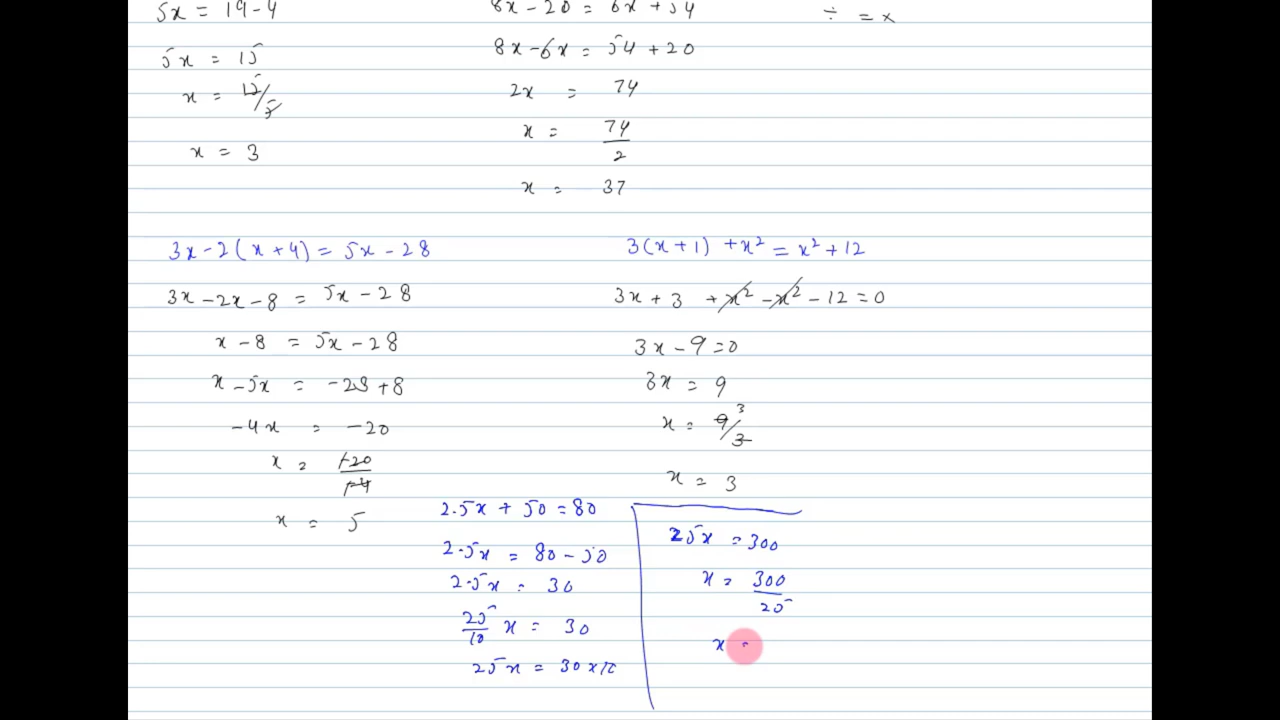 5x = 19-4
5x = 15
x = 15/5
x = 3
8x - 20 = 6x + 54
8x - 6x = 54 + 20
2x = 74
x = 74/2
x = 37
÷ = ×
3x - 2(x + 4) = 5x - 28
3x - 2x - 8 = 5x - 28
x - 8 = 5x - 28
x - 5x = -28 + 8
-4x = -20
x = -20/-4
x = 5
3(x + 1) + x² = x² + 12
3x + 3 + x² - x² - 12 = 0
3x - 9 = 0
3x = 9
x = 9/3 3
x = 3
2.5x + 50 = 80
2.5x = 80 - 50
2.5x = 30
25/10 x = 30
25x = 30 x 10
25x = 300
x = 300/25
x =